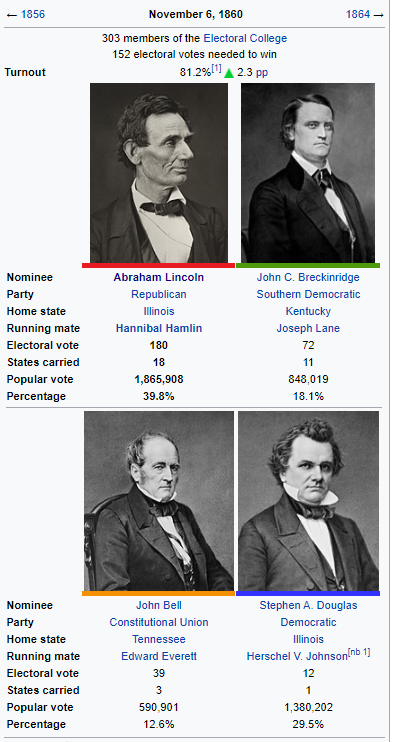 ← 1856 November 6, 1860 1864 →
303 members of the Electoral College
152 electoral votes needed to win
Turnout 81.2%[1] ▲ 2.3 pp
Nominee Abraham Lincoln John C. Breckinridge
Party Republican Southern Democratic
Home state Illinois Kentucky
Running mate Hannibal Hamlin Joseph Lane
Electoral vote 180 72
States carried 18 11
Popular vote 1,865,908 848,019
Percentage 39.8% 18.1%
Nominee John Bell Stephen A. Douglas
Party Constitutional Union Democratic
Home state Tennessee Illinois
Running mate Edward Everett Herschel V. Johnson[nb 1]
Electoral vote 39 12
States carried 3 1
Popular vote 590,901 1,380,202
Percentage 12.6% 29.5%